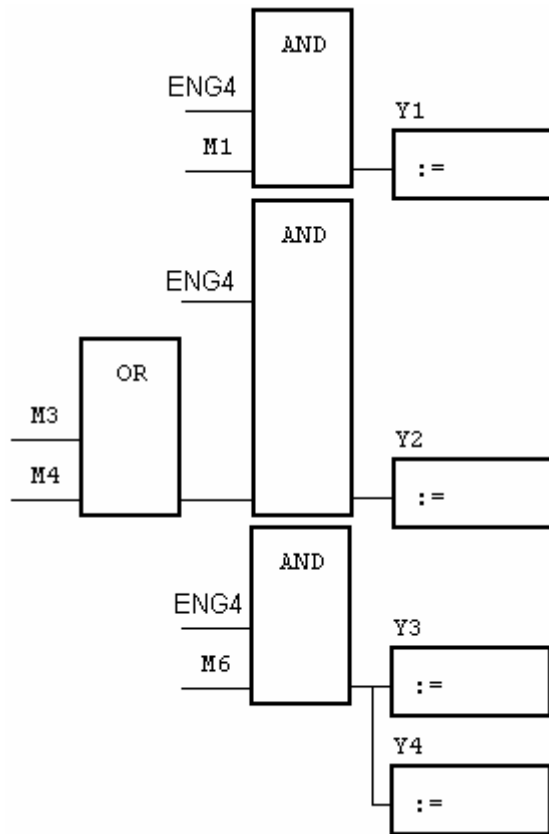 AND
ENG4
Y1
M1
:=
AND
ENG4
OR
M3
Y2
M4
:=
AND
ENG4
Y3
M6
:=
Y4
:=